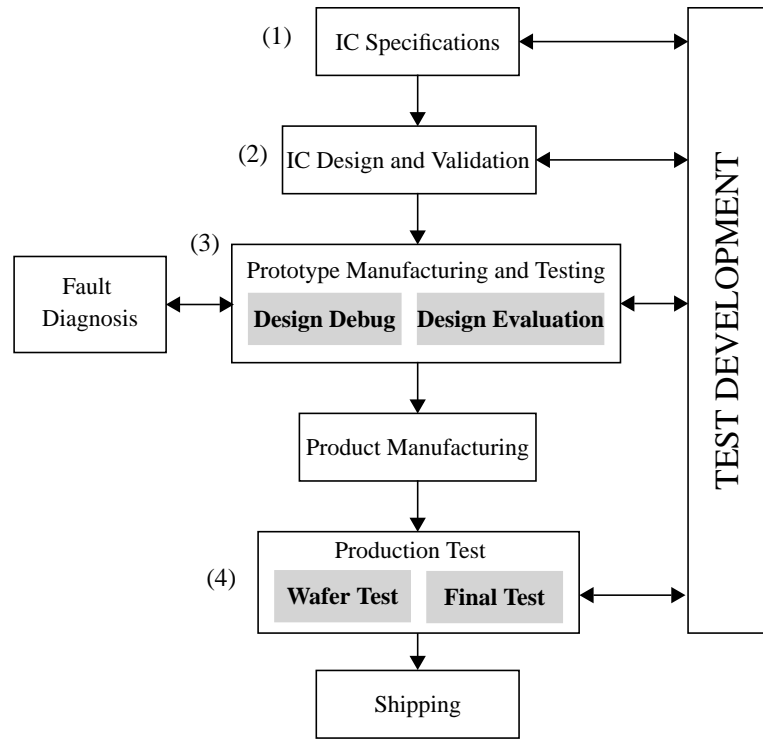 (1)
IC Specifications
(2)
IC Design and Validation
(3)
Prototype Manufacturing and Testing
Design Debug
Design Evaluation
Fault
Diagnosis
Product Manufacturing
(4)
Production Test
Wafer Test
Final Test
Shipping
TEST DEVELOPMENT